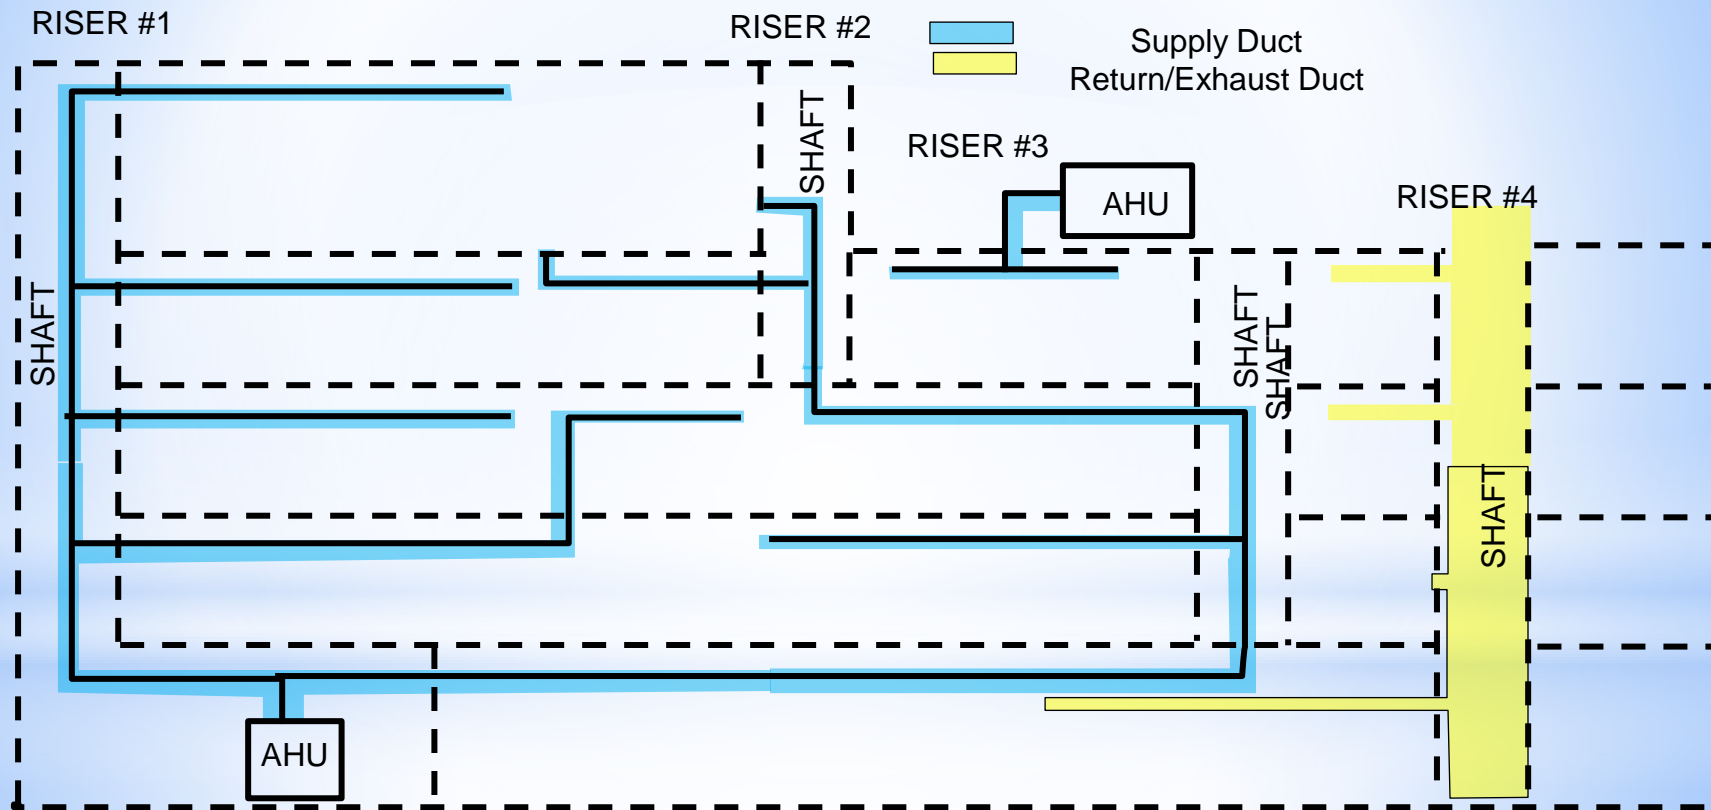 RISER #1
RISER #2
Supply Duct
Return/Exhaust Duct
SHAFT
RISER #3
AHU
RISER #4
SHAFT
SHAFT
SHAFT
SHAFT
AHU